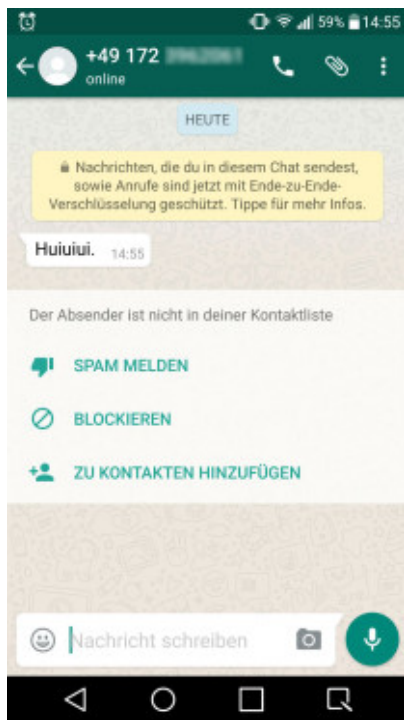 59% 14:55
+49 172
online
HEUTE
Nachrichten, die du in diesem Chat sendest,
sowie Anrufe sind jetzt mit Ende-zu-Ende-
Verschlüsselung geschützt. Tippe für mehr Infos.
Huiuiui. 14:55
Der Absender ist nicht in deiner Kontaktliste
SPAM MELDEN
BLOCKIEREN
ZU KONTAKTEN HINZUFÜGEN
Nachricht schreiben